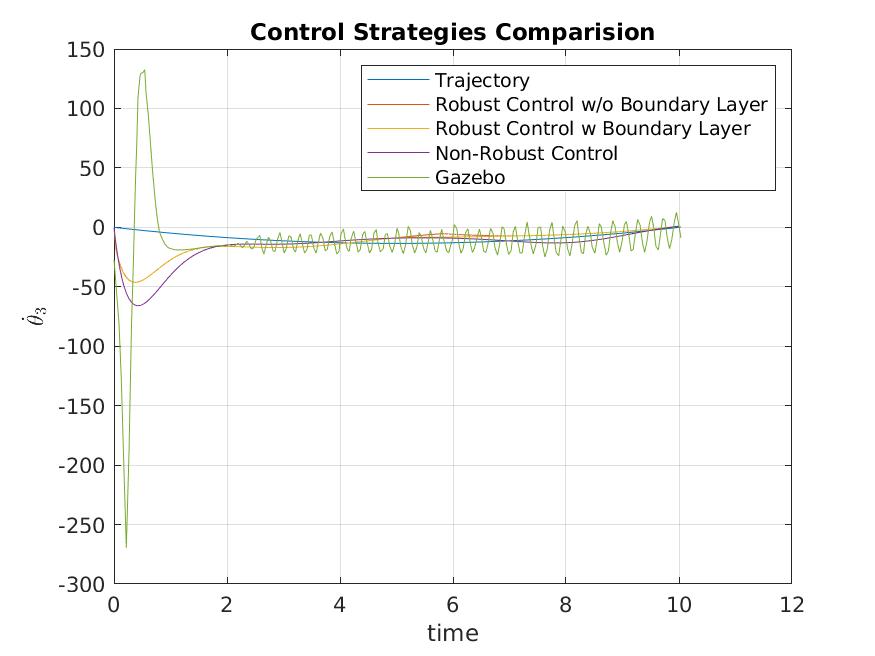 Control Strategies Comparision
150
100
50
0
-50
-100
-150
-200
-250
-300
Trajectory
Robust Control w/o Boundary Layer
Robust Control w Boundary Layer
Non-Robust Control
Gazebo
θ̇₃
0 2 4 6 8 10 12
time